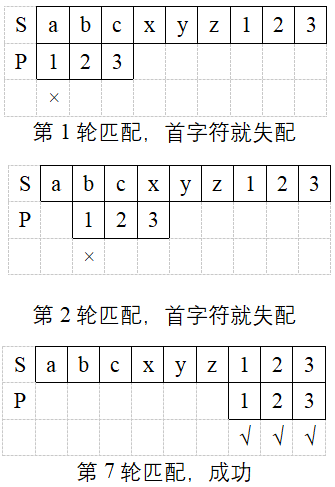 S a b c x y z 1 2 3
P 1 2 3
×
第 1 轮匹配，首字符就失配
S a b c x y z 1 2 3
P 1 2 3
×
第 2 轮匹配，首字符就失配
S a b c x y z 1 2 3
P 1 2 3
√ √ √
第 7 轮匹配，成功